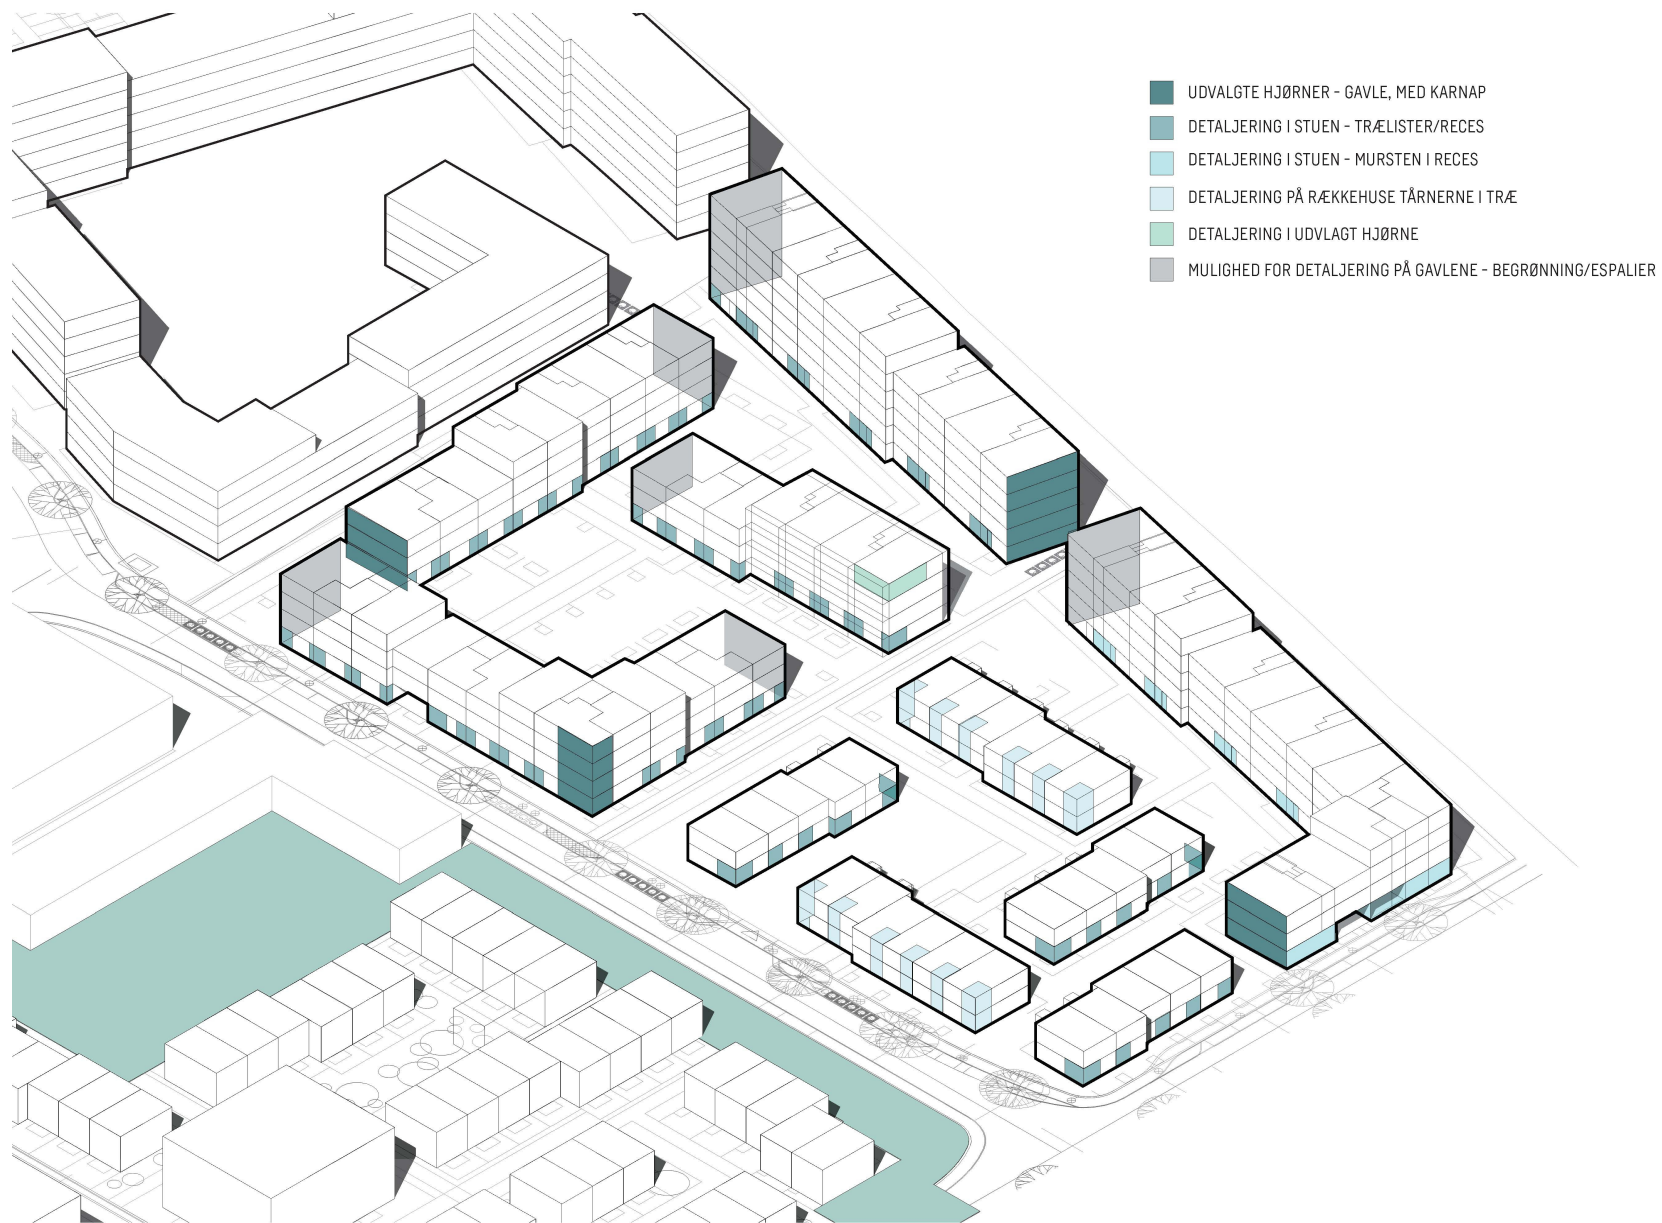 UDVALGTE HJØRNER - GAVLE, MED KARNAP
DETALJERING I STUEN - TRÆLISTER/RECES
DETALJERING I STUEN - MURSTEN I RECES
DETALJERING PÅ RÆKKEHUSE TÅRNERNE I TRÆ
DETALJERING I UDVLAGT HJØRNE
MULIGHED FOR DETALJERING PÅ GAVLENE - BEGRØNNING/ESPALIER